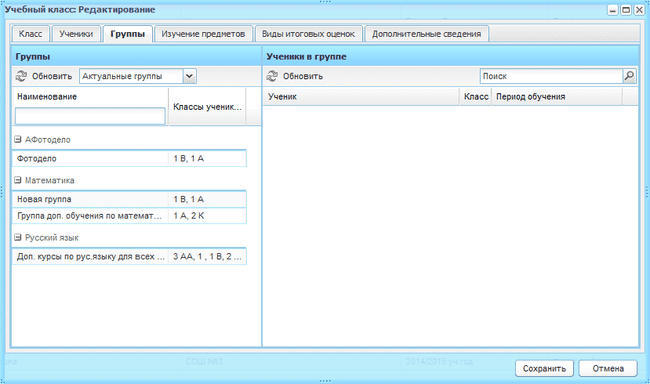 Учебный класс: Редактирование
Класс Ученики Группы Изучение предметов Виды итоговых оценок Дополнительные сведения
Группы
Обновить Актуальные группы
Наименование Классы ученик...
АФотодело
Фотодело 1 В, 1 А
Математика
Новая группа 1 В, 1 А
Группа доп. обучения по математ... 1 А, 2 К
Русский язык
Доп. курсы по рус.языку для всех ... 3 АА, 1 , 1 В, 2 ...
Ученики в группе
Обновить Поиск
Ученик Класс Период обучения
СОШ №1 2014/2015 уч.год
Сохранить Отмена